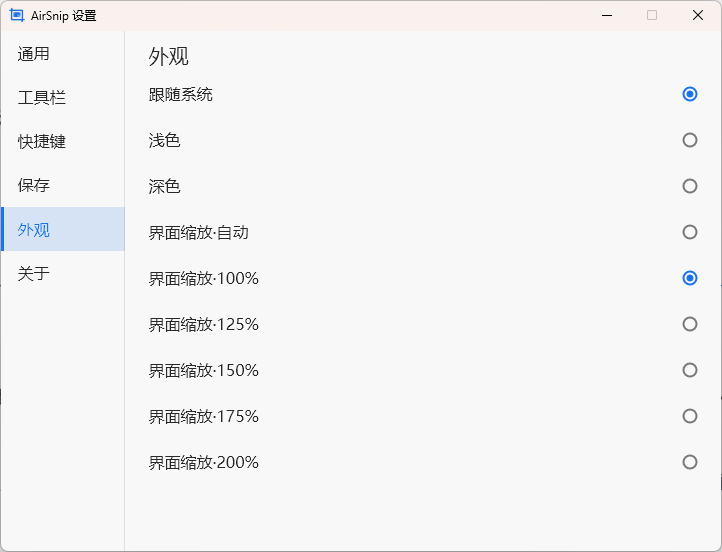 AirSnip 设置
通用
工具栏
快捷键
保存
外观
关于
外观
跟随系统
浅色
深色
界面缩放·自动
界面缩放·100%
界面缩放·125%
界面缩放·150%
界面缩放·175%
界面缩放·200%